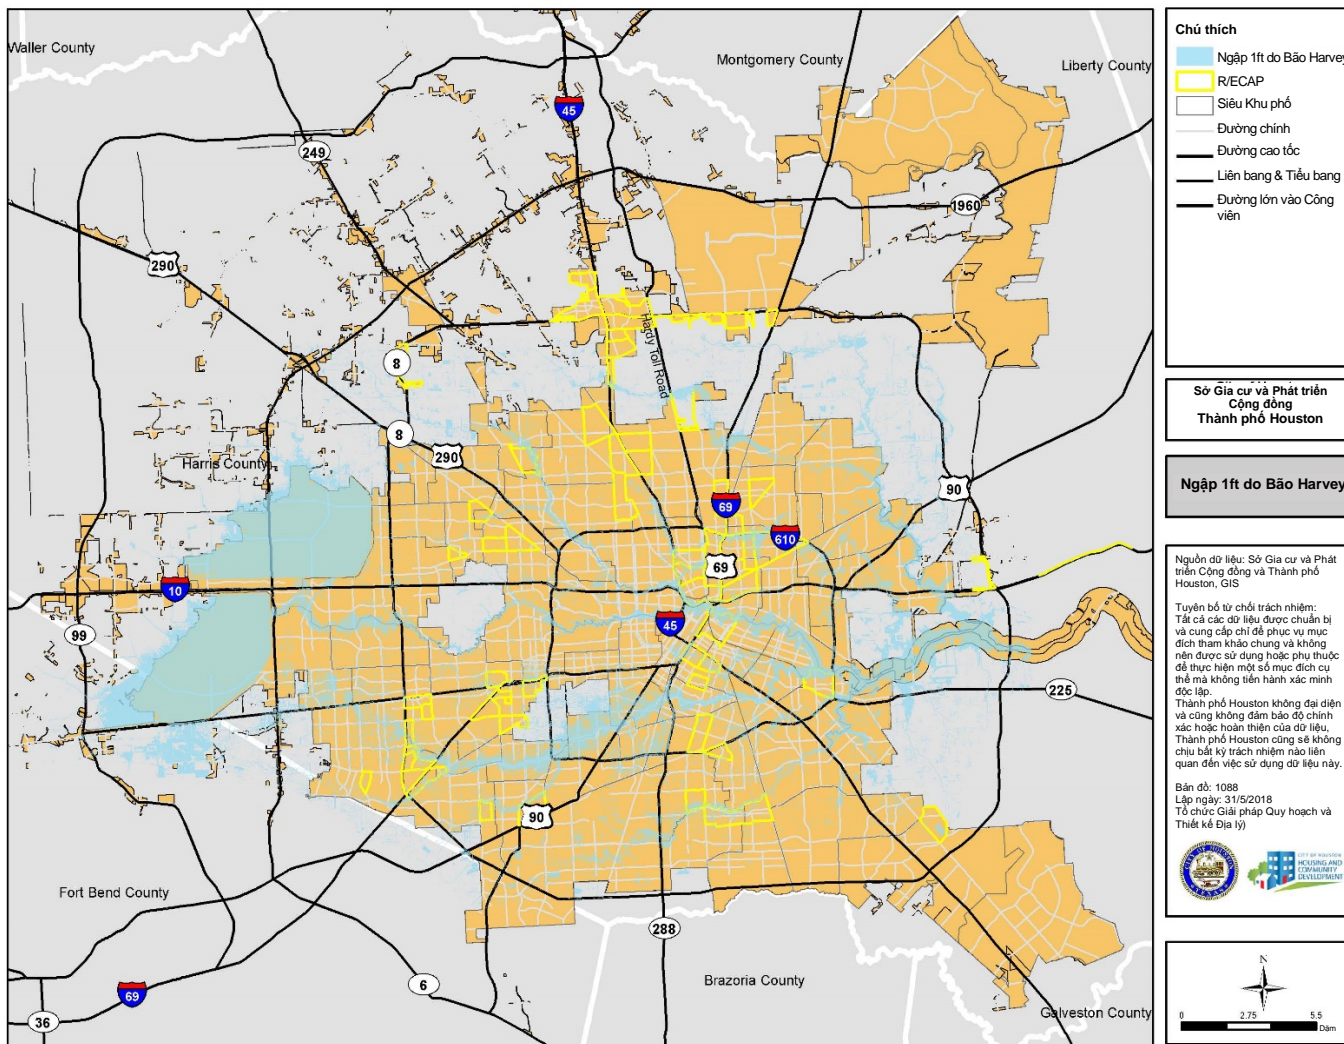 Waller County
Montgomery County
Liberty County
45
249
1960
290
Hardy Toll Road
8
8
290
Harris County
90
69
610
69
10
45
99
225
90
Fort Bend County
288
Brazoria County
6
69
36
Galveston County
Chú thích
Ngập 1ft do Bão Harvey
R/ECAP
Siêu Khu phố
Đường chính
Đường cao tốc
Liên bang & Tiểu bang
Đường lớn vào Công
viên
Sở Gia cư và Phát triển
Cộng đồng
Thành phố Houston
Ngập 1ft do Bão Harvey
Nguồn dữ liệu: Sở Gia cư và Phát
triển Cộng đồng và Thành phố
Houston, GIS
Tuyên bố từ chối trách nhiệm:
Tất cả các dữ liệu được chuẩn bị
và cung cấp chỉ để phục vụ mục
đích tham khảo chung và không
nên được sử dụng hoặc phụ thuộc
để thực hiện một số mục đích cụ
thể mà không tiến hành xác minh
độc lập.
Thành phố Houston không đại diện
và cũng không đảm bảo độ chính
xác hoặc hoàn thiện của dữ liệu,
Thành phố Houston cũng sẽ không
chịu bất kỳ trách nhiệm nào liên
quan đến việc sử dụng dữ liệu này.
Bản đồ: 1088
Lập ngày: 31/5/2018
Tổ chức Giải pháp Quy hoạch và
Thiết kế Địa lý)
CITY OF HOUSTON
HOUSING AND
COMMUNITY
DEVELOPMENT
N
0 2.75 5.5
Dặm